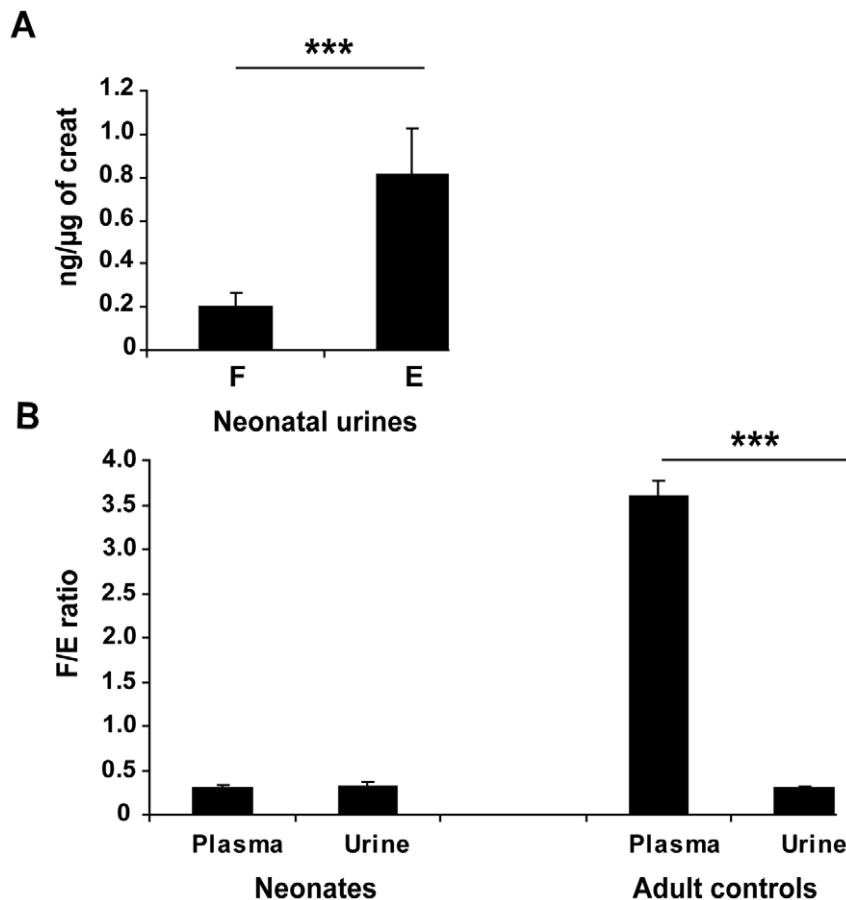 A
***
1.2
1.0
0.8
0.6
0.4
0.2
0
ng/µg of creat
F E
Neonatal urines
B
***
4.0
3.5
3.0
2.5
2.0
1.5
1.0
0.5
0
F/E ratio
Plasma Urine Plasma Urine
Neonates Adult controls